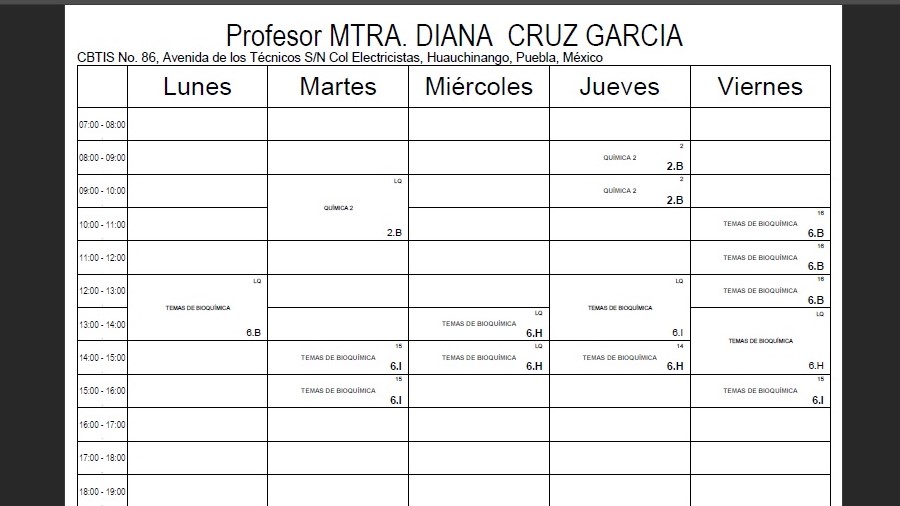 Profesor MTRA. DIANA  CRUZ GARCIA
CBTIS No. 86, Avenida de los Técnicos S/N Col Electricistas, Huauchinango, Puebla, México
Lunes Martes Miércoles Jueves Viernes
07:00 - 08:00
08:00 - 09:00
2
QUÍMICA 2
2.B
09:00 - 10:00
LQ
QUÍMICA 2
2.B
2
QUÍMICA 2
2.B
10:00 - 11:00
16
TEMAS DE BIOQUÍMICA
6.B
11:00 - 12:00
16
TEMAS DE BIOQUÍMICA
6.B
12:00 - 13:00
LQ
TEMAS DE BIOQUÍMICA
6.B
LQ
TEMAS DE BIOQUÍMICA
6.I
16
TEMAS DE BIOQUÍMICA
6.B
13:00 - 14:00
LQ
TEMAS DE BIOQUÍMICA
6.H
LQ
TEMAS DE BIOQUÍMICA
6.H
14:00 - 15:00
15
TEMAS DE BIOQUÍMICA
6.I
LQ
TEMAS DE BIOQUÍMICA
6.H
14
TEMAS DE BIOQUÍMICA
6.H
15:00 - 16:00
15
TEMAS DE BIOQUÍMICA
6.I
15
TEMAS DE BIOQUÍMICA
6.I
16:00 - 17:00
17:00 - 18:00
18:00 - 19:00